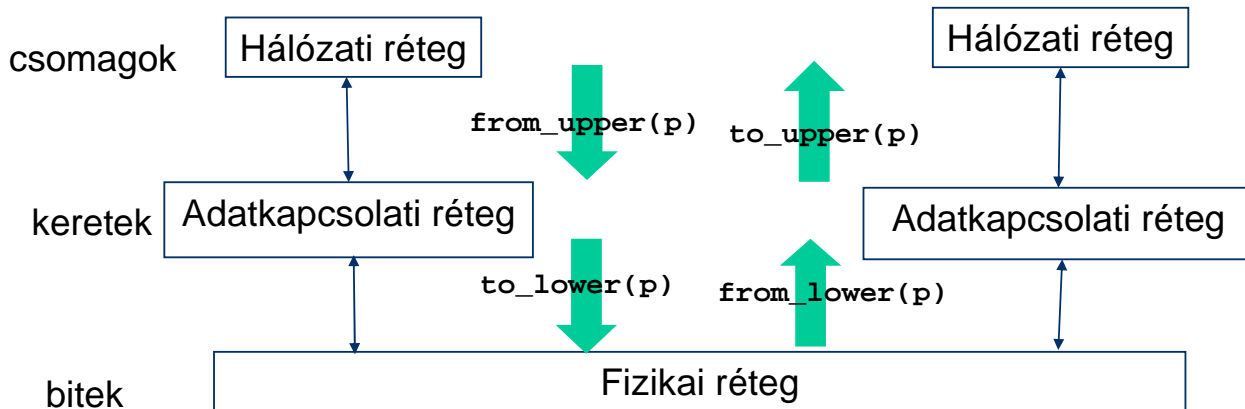 csomagok
Hálózati réteg
Hálózati réteg
from_upper(p)
to_upper(p)
keretek
Adatkapcsolati réteg
Adatkapcsolati réteg
to_lower(p)
from_lower(p)
bitek
Fizikai réteg